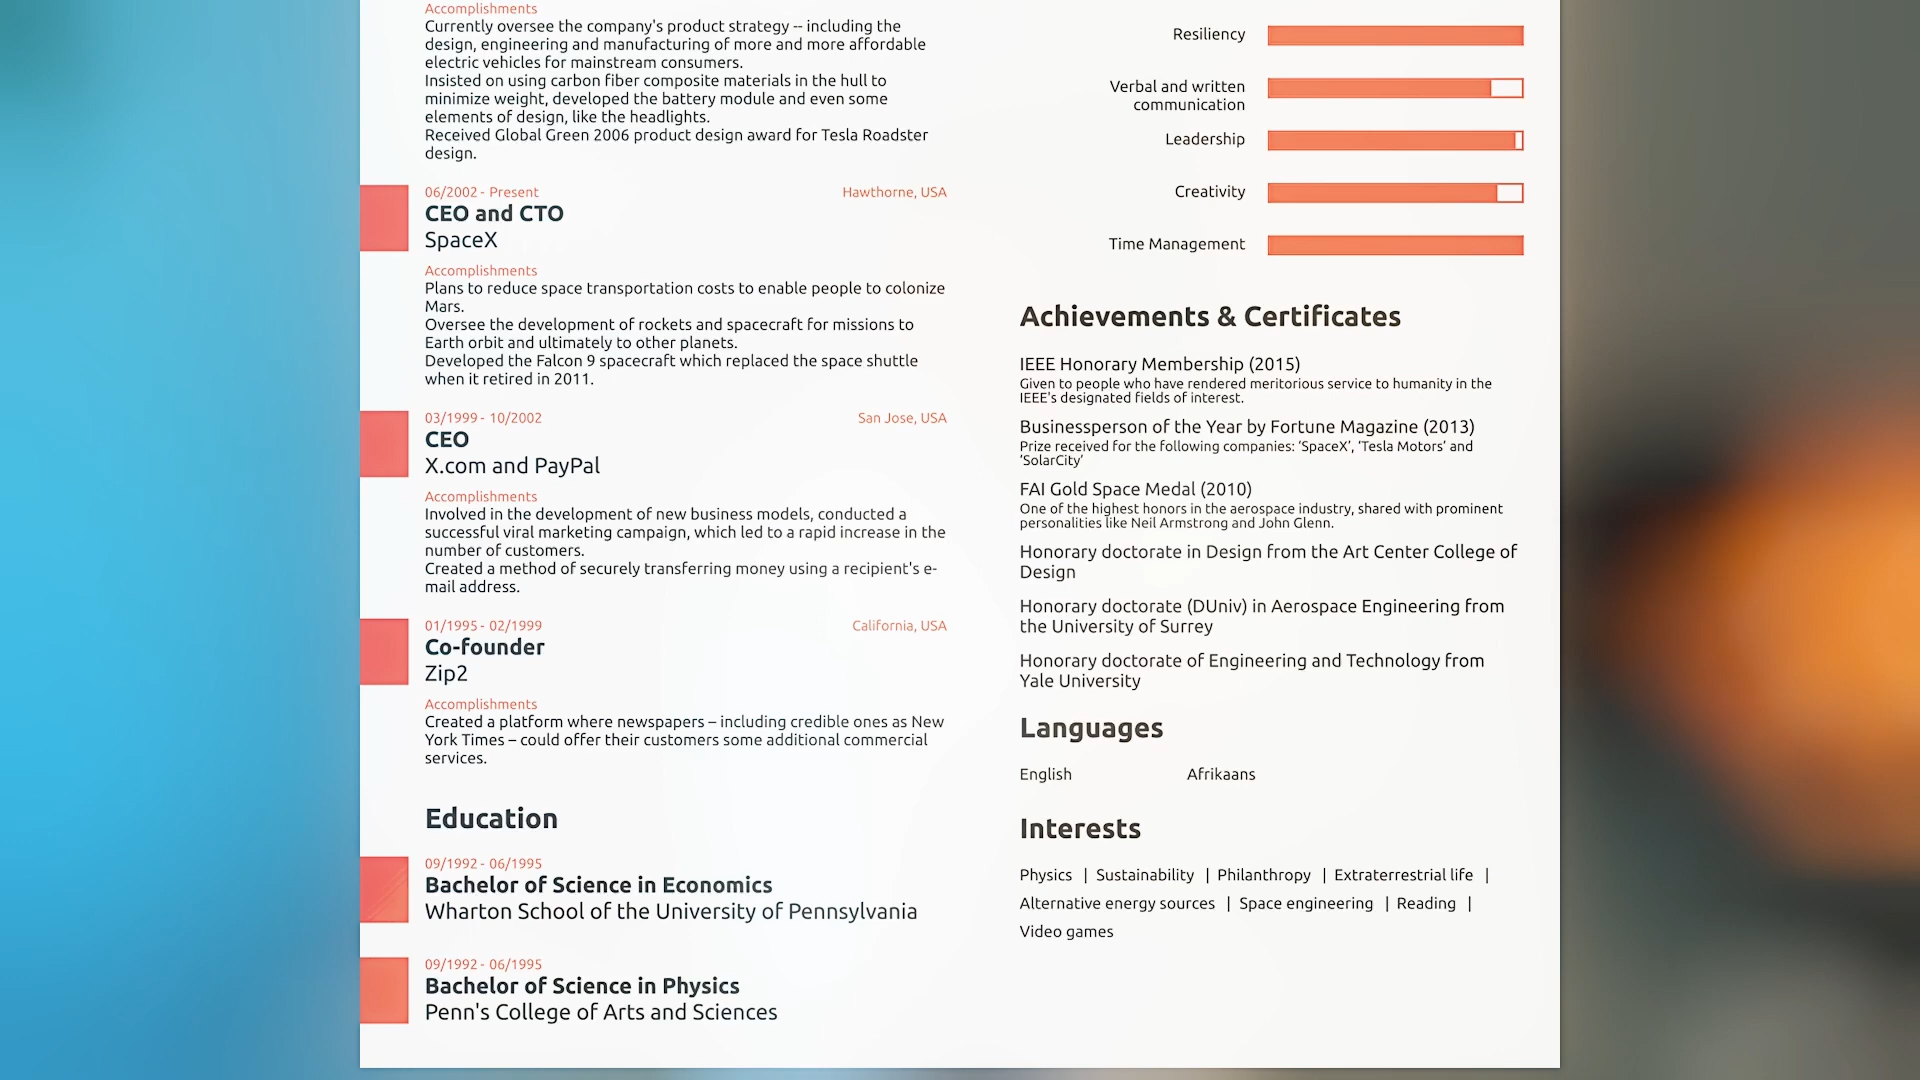 Accomplishments
Currently oversee the company's product strategy -- including the
design, engineering and manufacturing of more and more affordable
electric vehicles for mainstream consumers.
Insisted on using carbon fiber composite materials in the hull to
minimize weight, developed the battery module and even some
elements of design, like the headlights.
Received Global Green 2006 product design award for Tesla Roadster
design.
06/2002 - Present
Hawthorne, USA
CEO and CTO
SpaceX
Accomplishments
Plans to reduce space transportation costs to enable people to colonize
Mars.
Oversee the development of rockets and spacecraft for missions to
Earth orbit and ultimately to other planets.
Developed the Falcon 9 spacecraft which replaced the space shuttle
when it retired in 2011.
03/1999 - 10/2002
San Jose, USA
CEO
X.com and PayPal
Accomplishments
Involved in the development of new business models, conducted a
successful viral marketing campaign, which led to a rapid increase in the
number of customers.
Created a method of securely transferring money using a recipient's e-
mail address.
01/1995 - 02/1999
California, USA
Co-founder
Zip2
Accomplishments
Created a platform where newspapers – including credible ones as New
York Times – could offer their customers some additional commercial
services.
Education
09/1992 - 06/1995
Bachelor of Science in Economics
Wharton School of the University of Pennsylvania
09/1992 - 06/1995
Bachelor of Science in Physics
Penn's College of Arts and Sciences
Resiliency
Verbal and written
communication
Leadership
Creativity
Time Management
Achievements & Certificates
IEEE Honorary Membership (2015)
Given to people who have rendered meritorious service to humanity in the
IEEE's designated fields of interest.
Businessperson of the Year by Fortune Magazine (2013)
Prize received for the following companies: ‘SpaceX’, ‘Tesla Motors’ and
‘SolarCity’
FAI Gold Space Medal (2010)
One of the highest honors in the aerospace industry, shared with prominent
personalities like Neil Armstrong and John Glenn.
Honorary doctorate in Design from the Art Center College of
Design
Honorary doctorate (DUniv) in Aerospace Engineering from
the University of Surrey
Honorary doctorate of Engineering and Technology from
Yale University
Languages
English
Afrikaans
Interests
Physics | Sustainability | Philanthropy | Extraterrestrial life |
Alternative energy sources | Space engineering | Reading |
Video games